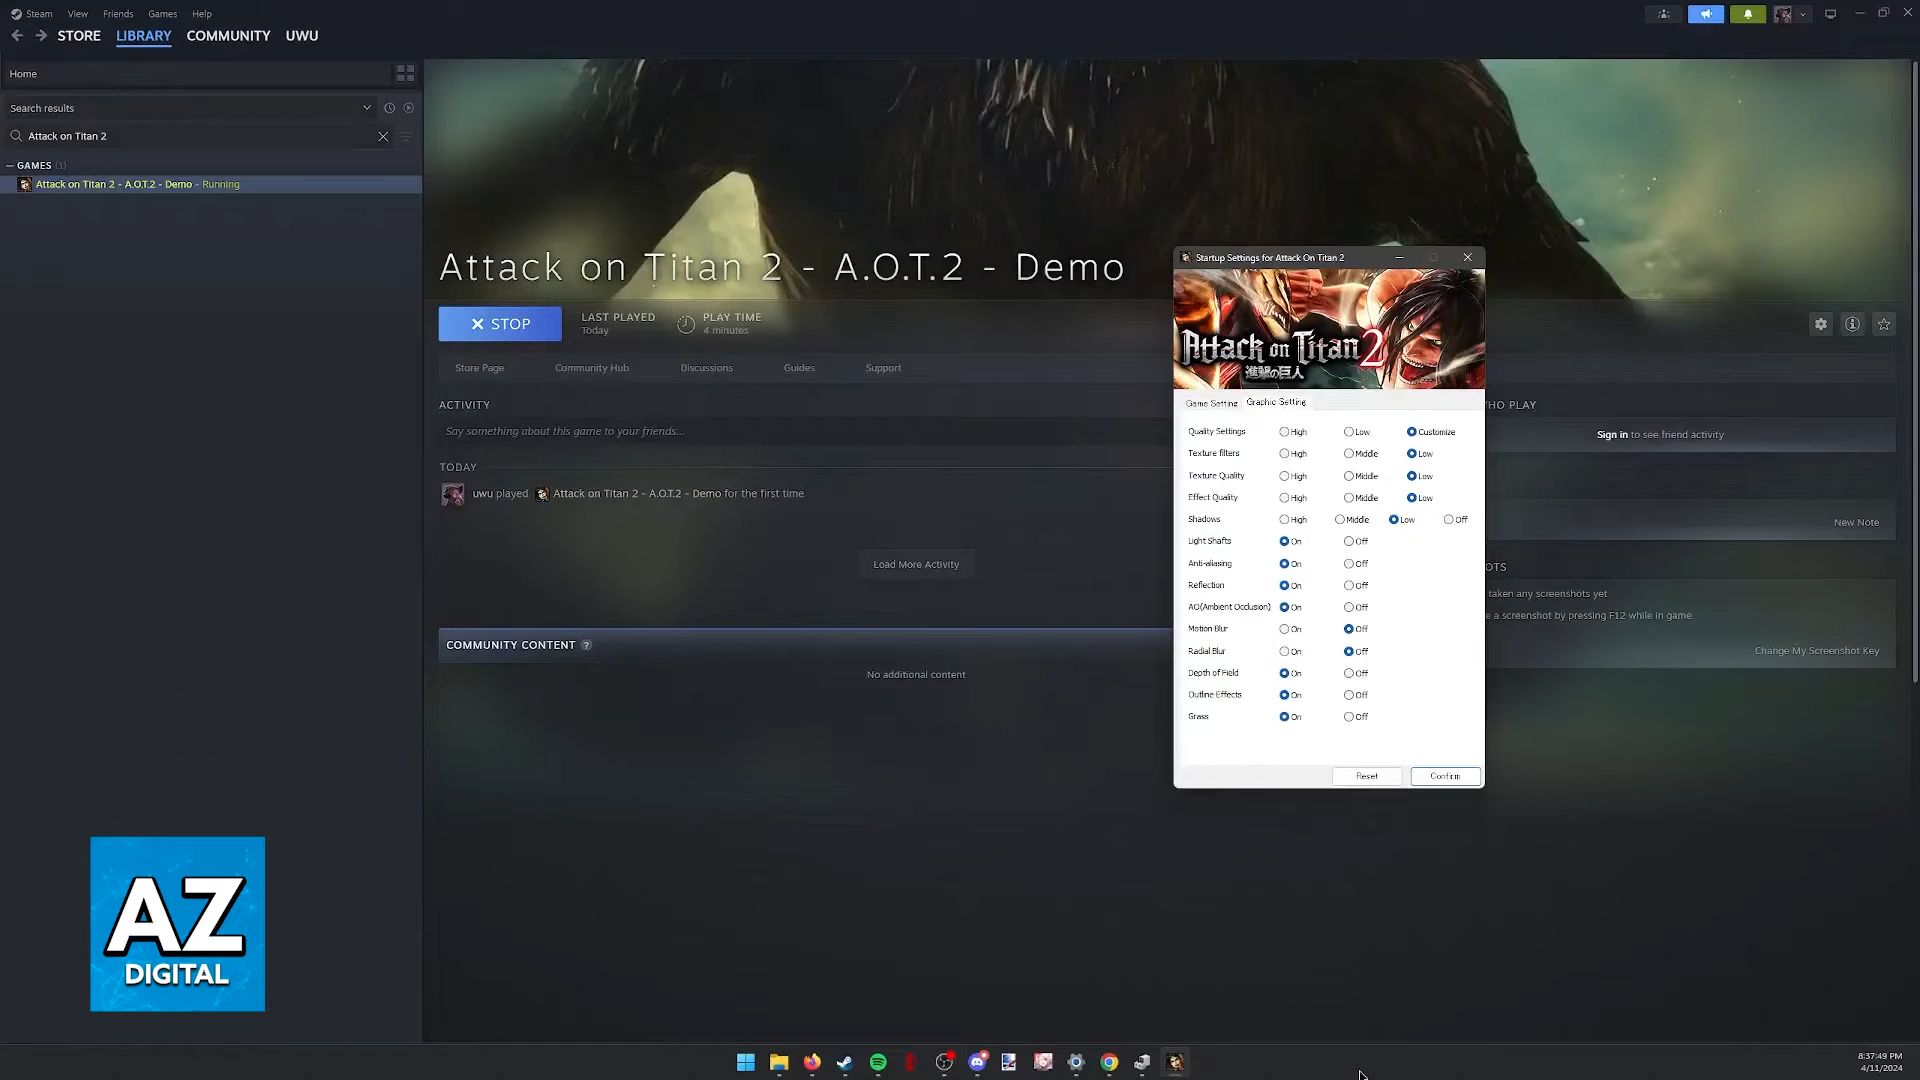 Steam View Friends Games Help
STORE LIBRARY COMMUNITY UWU
Home
Search results
Attack on Titan 2
GAMES (1)
Attack on Titan 2 - A.O.T.2 - Demo - Running
Attack on Titan 2 - A.O.T.2 - Demo
STOP
LAST PLAYED
Today
PLAY TIME
4 minutes
Store Page Community Hub Discussions Guides Support
ACTIVITY
Say something about this game to your friends...
TODAY
uwu played Attack on Titan 2 - A.O.T.2 - Demo for the first time
Load More Activity
COMMUNITY CONTENT ?
No additional content
Startup Settings for Attack On Titan 2
Attack on Titan 2
進撃の巨人
Game Setting Graphic Setting
Quality Settings High Low Customize
Texture filters High Middle Low
Texture Quality High Middle Low
Effect Quality High Middle Low
Shadows High Middle Low Off
Light Shafts On Off
Anti-aliasing On Off
Reflection On Off
AO(Ambient Occlusion) On Off
Motion Blur On Off
Radial Blur On Off
Depth of Field On Off
Outline Effects On Off
Grass On Off
Reset Confirm
HO PLAY
Sign in to see friend activity
New Note
OTS
taken any screenshots yet
e a screenshot by pressing F12 while in game.
Change My Screenshot Key
AZ
DIGITAL
8:37:49 PM
4/11/2024